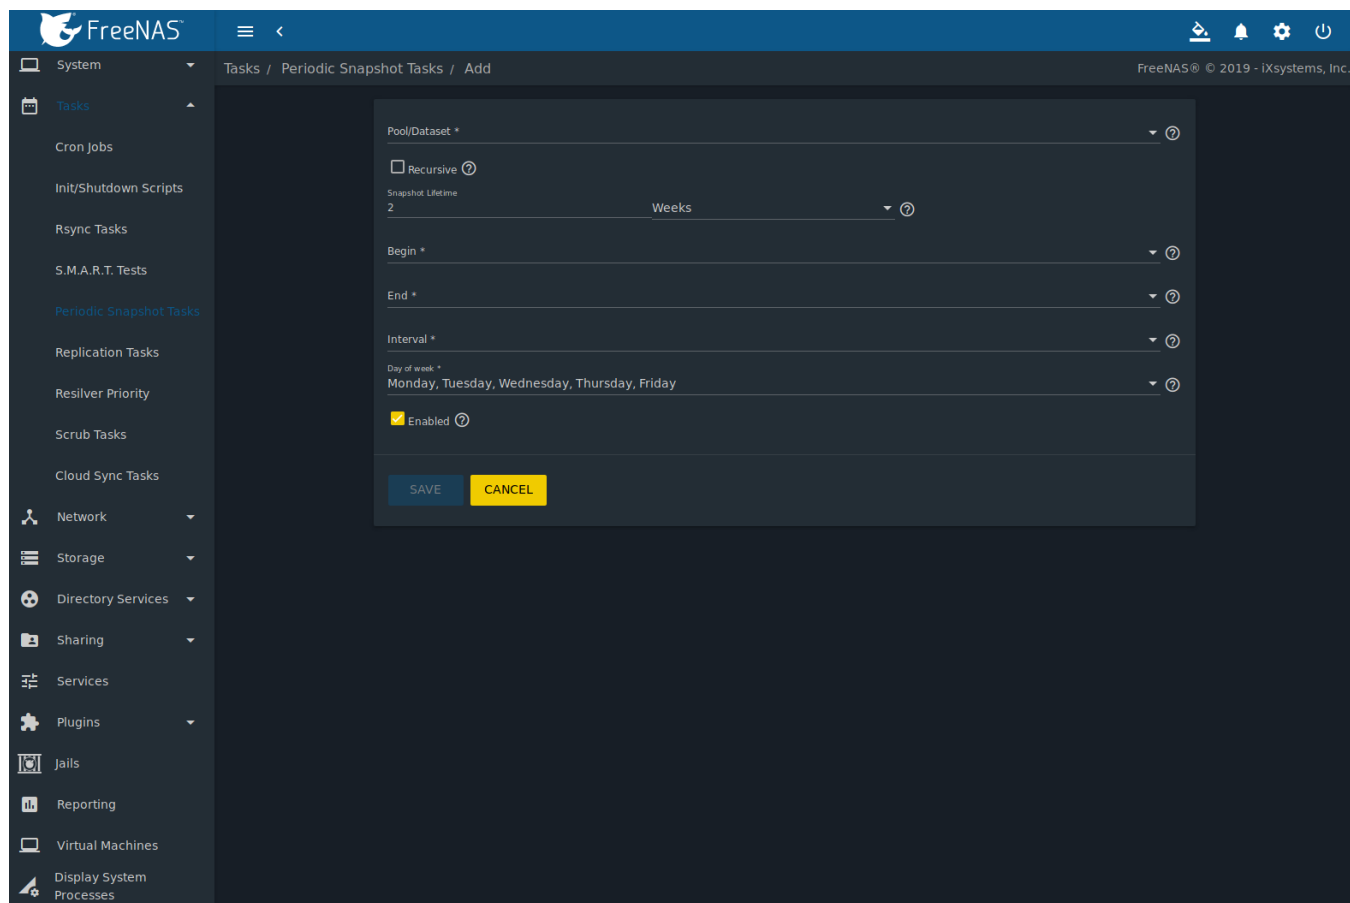 FreeNAS™
System
Tasks / Periodic Snapshot Tasks / Add
FreeNAS® © 2019 - iXsystems, Inc.
Tasks
Cron Jobs
Init/Shutdown Scripts
Rsync Tasks
S.M.A.R.T. Tests
Periodic Snapshot Tasks
Replication Tasks
Resilver Priority
Scrub Tasks
Cloud Sync Tasks
Network
Storage
Directory Services
Sharing
Services
Plugins
Jails
Reporting
Virtual Machines
Display System
Processes
Pool/Dataset *
Recursive
Snapshot Lifetime
2 Weeks
Begin *
End *
Interval *
Day of week *
Monday, Tuesday, Wednesday, Thursday, Friday
Enabled
SAVE CANCEL